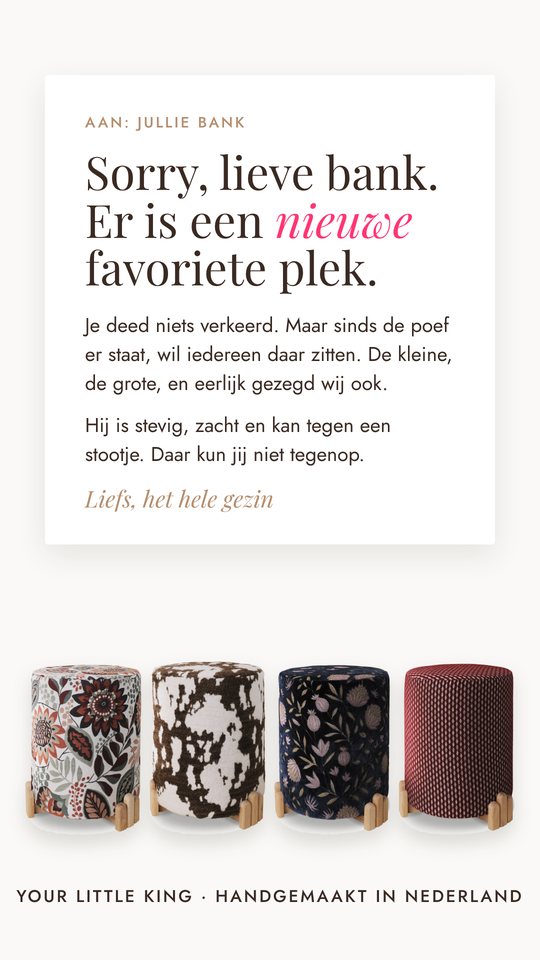 AAN: JULLIE BANK
Sorry, lieve bank.
Er is een nieuwe
favoriete plek.
Je deed niets verkeerd. Maar sinds de poef
er staat, wil iedereen daar zitten. De kleine,
de grote, en eerlijk gezegd wij ook.
Hij is stevig, zacht en kan tegen een
stootje. Daar kun jij niet tegenop.
Liefs, het hele gezin
YOUR LITTLE KING · HANDGEMAAKT IN NEDERLAND